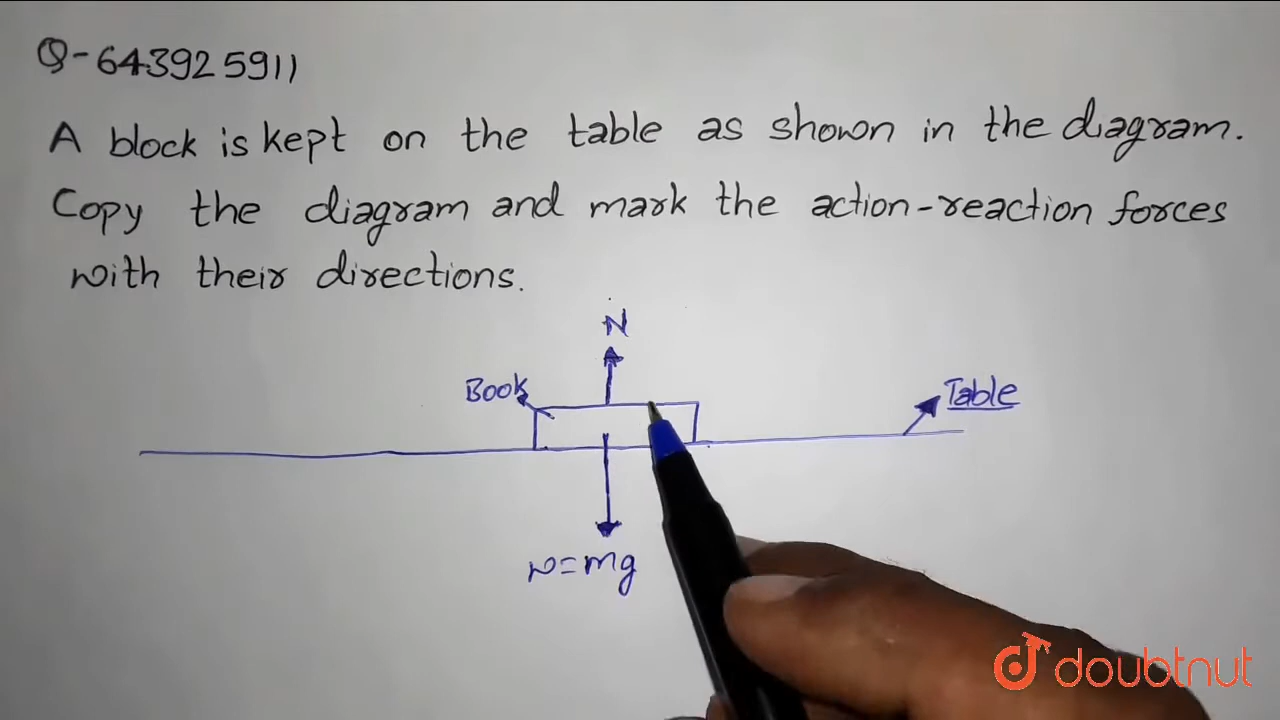 Q-643925911
A block is kept on the table as shown in the diagram.
Copy the diagram and mark the action-reaction forces
with their directions.
N
Book
Table
w=mg
doubtnut